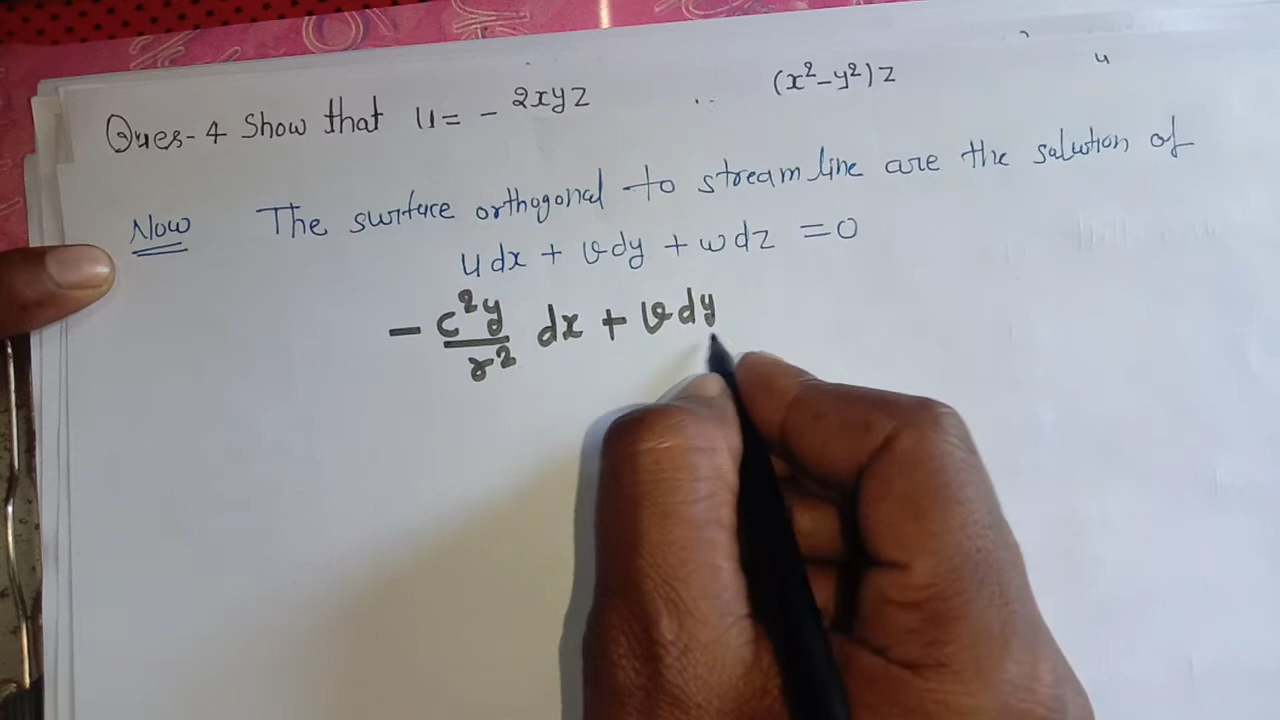 Ques-4 Show that u = - 2xyz (x²-y²)z
Now The surface orthogonal to stream line are the solution of
udx + vdy + wdz = 0
- c²y/r² dx + vdy